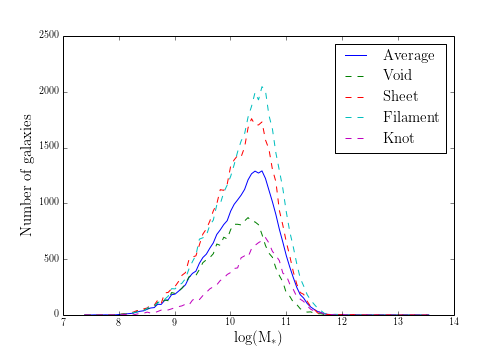 2500
2000
1500
1000
500
0
Number of galaxies
Average
Void
Sheet
Filament
Knot
7 8 9 10 11 12 13 14
log(M*)